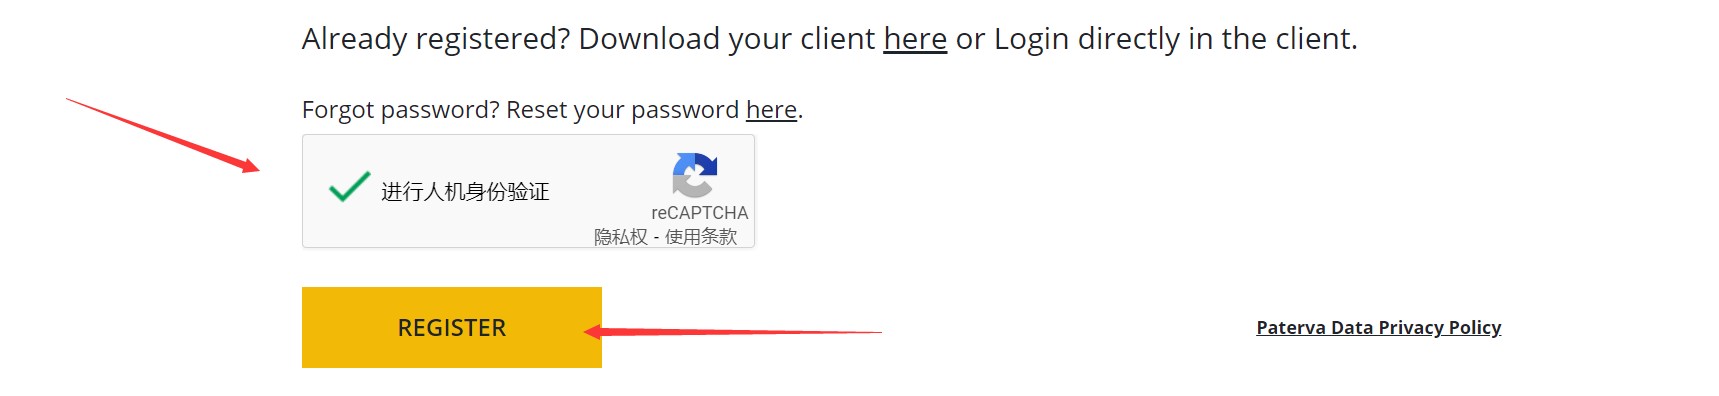 Already registered? Download your client here or Login directly in the client.
Forgot password? Reset your password here.
进行人机身份验证
reCAPTCHA
隐私权 - 使用条款
REGISTER
Paterva Data Privacy Policy